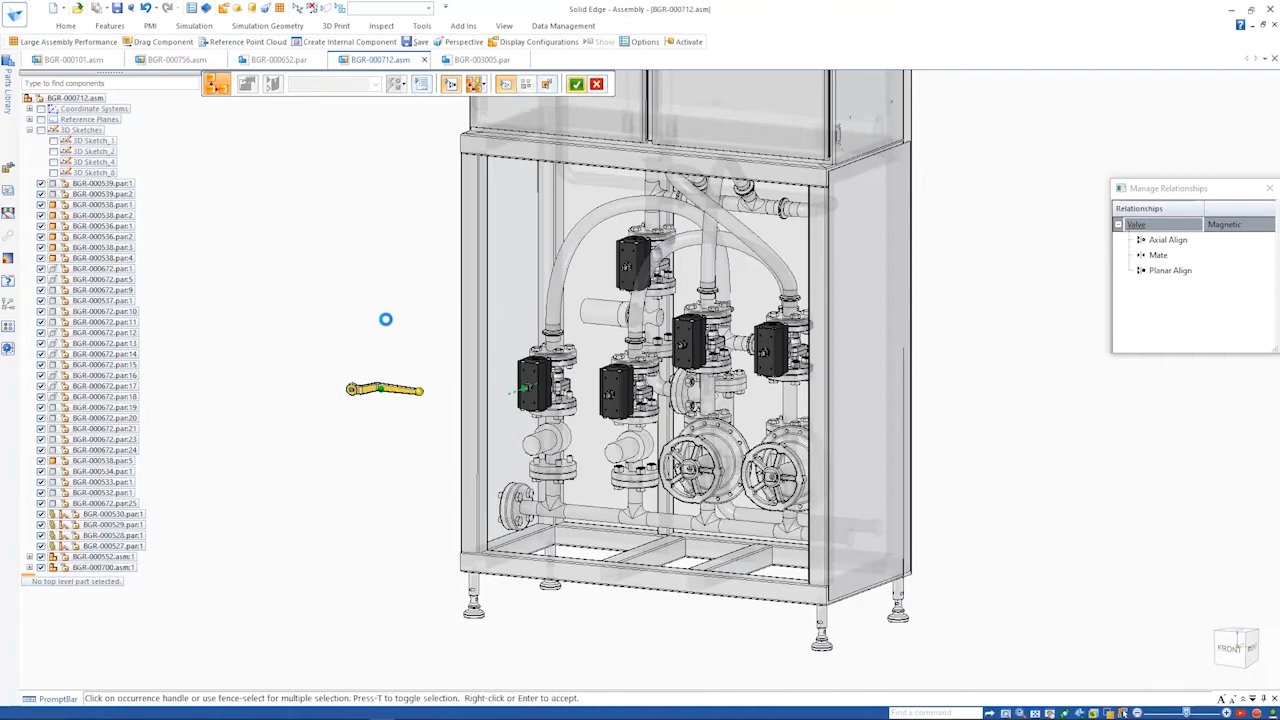 Solid Edge - Assembly - [BGR-000712.asm]
Home Features PMI Simulation Simulation Geometry 3D Print Inspect Tools Add Ins View Data Management
Large Assembly Performance Drag Component Reference Point Cloud Create Internal Component Save Perspective Display Configurations Show Options Activate
BGR-000101.asm BGR-000756.asm BGR-000652.par BGR-000712.asm BGR-003005.par
Parts Library
Type to find components
BGR-000712.asm
Coordinate Systems
Reference Planes
3D Sketches
3D Sketch_1
3D Sketch_2
3D Sketch_4
3D Sketch_8
BGR-000539.par:1
BGR-000539.par:2
BGR-000538.par:1
BGR-000538.par:2
BGR-000536.par:1
BGR-000536.par:2
BGR-000538.par:3
BGR-000538.par:4
BGR-000672.par:1
BGR-000672.par:5
BGR-000672.par:9
BGR-000537.par:1
BGR-000672.par:10
BGR-000672.par:11
BGR-000672.par:12
BGR-000672.par:13
BGR-000672.par:14
BGR-000672.par:15
BGR-000672.par:16
BGR-000672.par:17
BGR-000672.par:18
BGR-000672.par:19
BGR-000672.par:20
BGR-000672.par:21
BGR-000672.par:23
BGR-000672.par:24
BGR-000538.par:5
BGR-000534.par:1
BGR-000533.par:1
BGR-000532.par:1
BGR-000672.par:25
BGR-000530.par:1
BGR-000529.par:1
BGR-000528.par:1
BGR-000527.par:1
BGR-000552.asm:1
BGR-000700.asm:1
No top level part selected.
Manage Relationships
Relationships
Valve Magnetic
Axial Align
Mate
Planar Align
FRONT
PromptBar Click on occurrence handle or use fence-select for multiple selection. Press-T to toggle selection. Right-click or Enter to accept.
Find a command